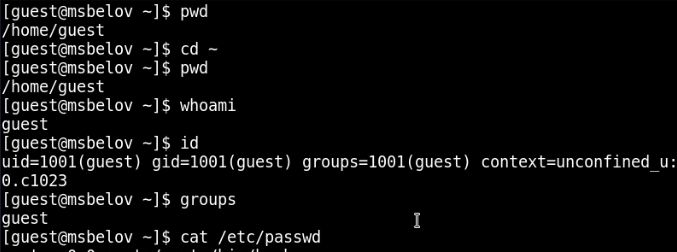 [guest@msbelov ~]$ pwd
/home/guest
[guest@msbelov ~]$ cd ~
[guest@msbelov ~]$ pwd
/home/guest
[guest@msbelov ~]$ whoami
guest
[guest@msbelov ~]$ id
uid=1001(guest) gid=1001(guest) groups=1001(guest) context=unconfined_u:
0.c1023
[guest@msbelov ~]$ groups
guest
[guest@msbelov ~]$ cat /etc/passwd